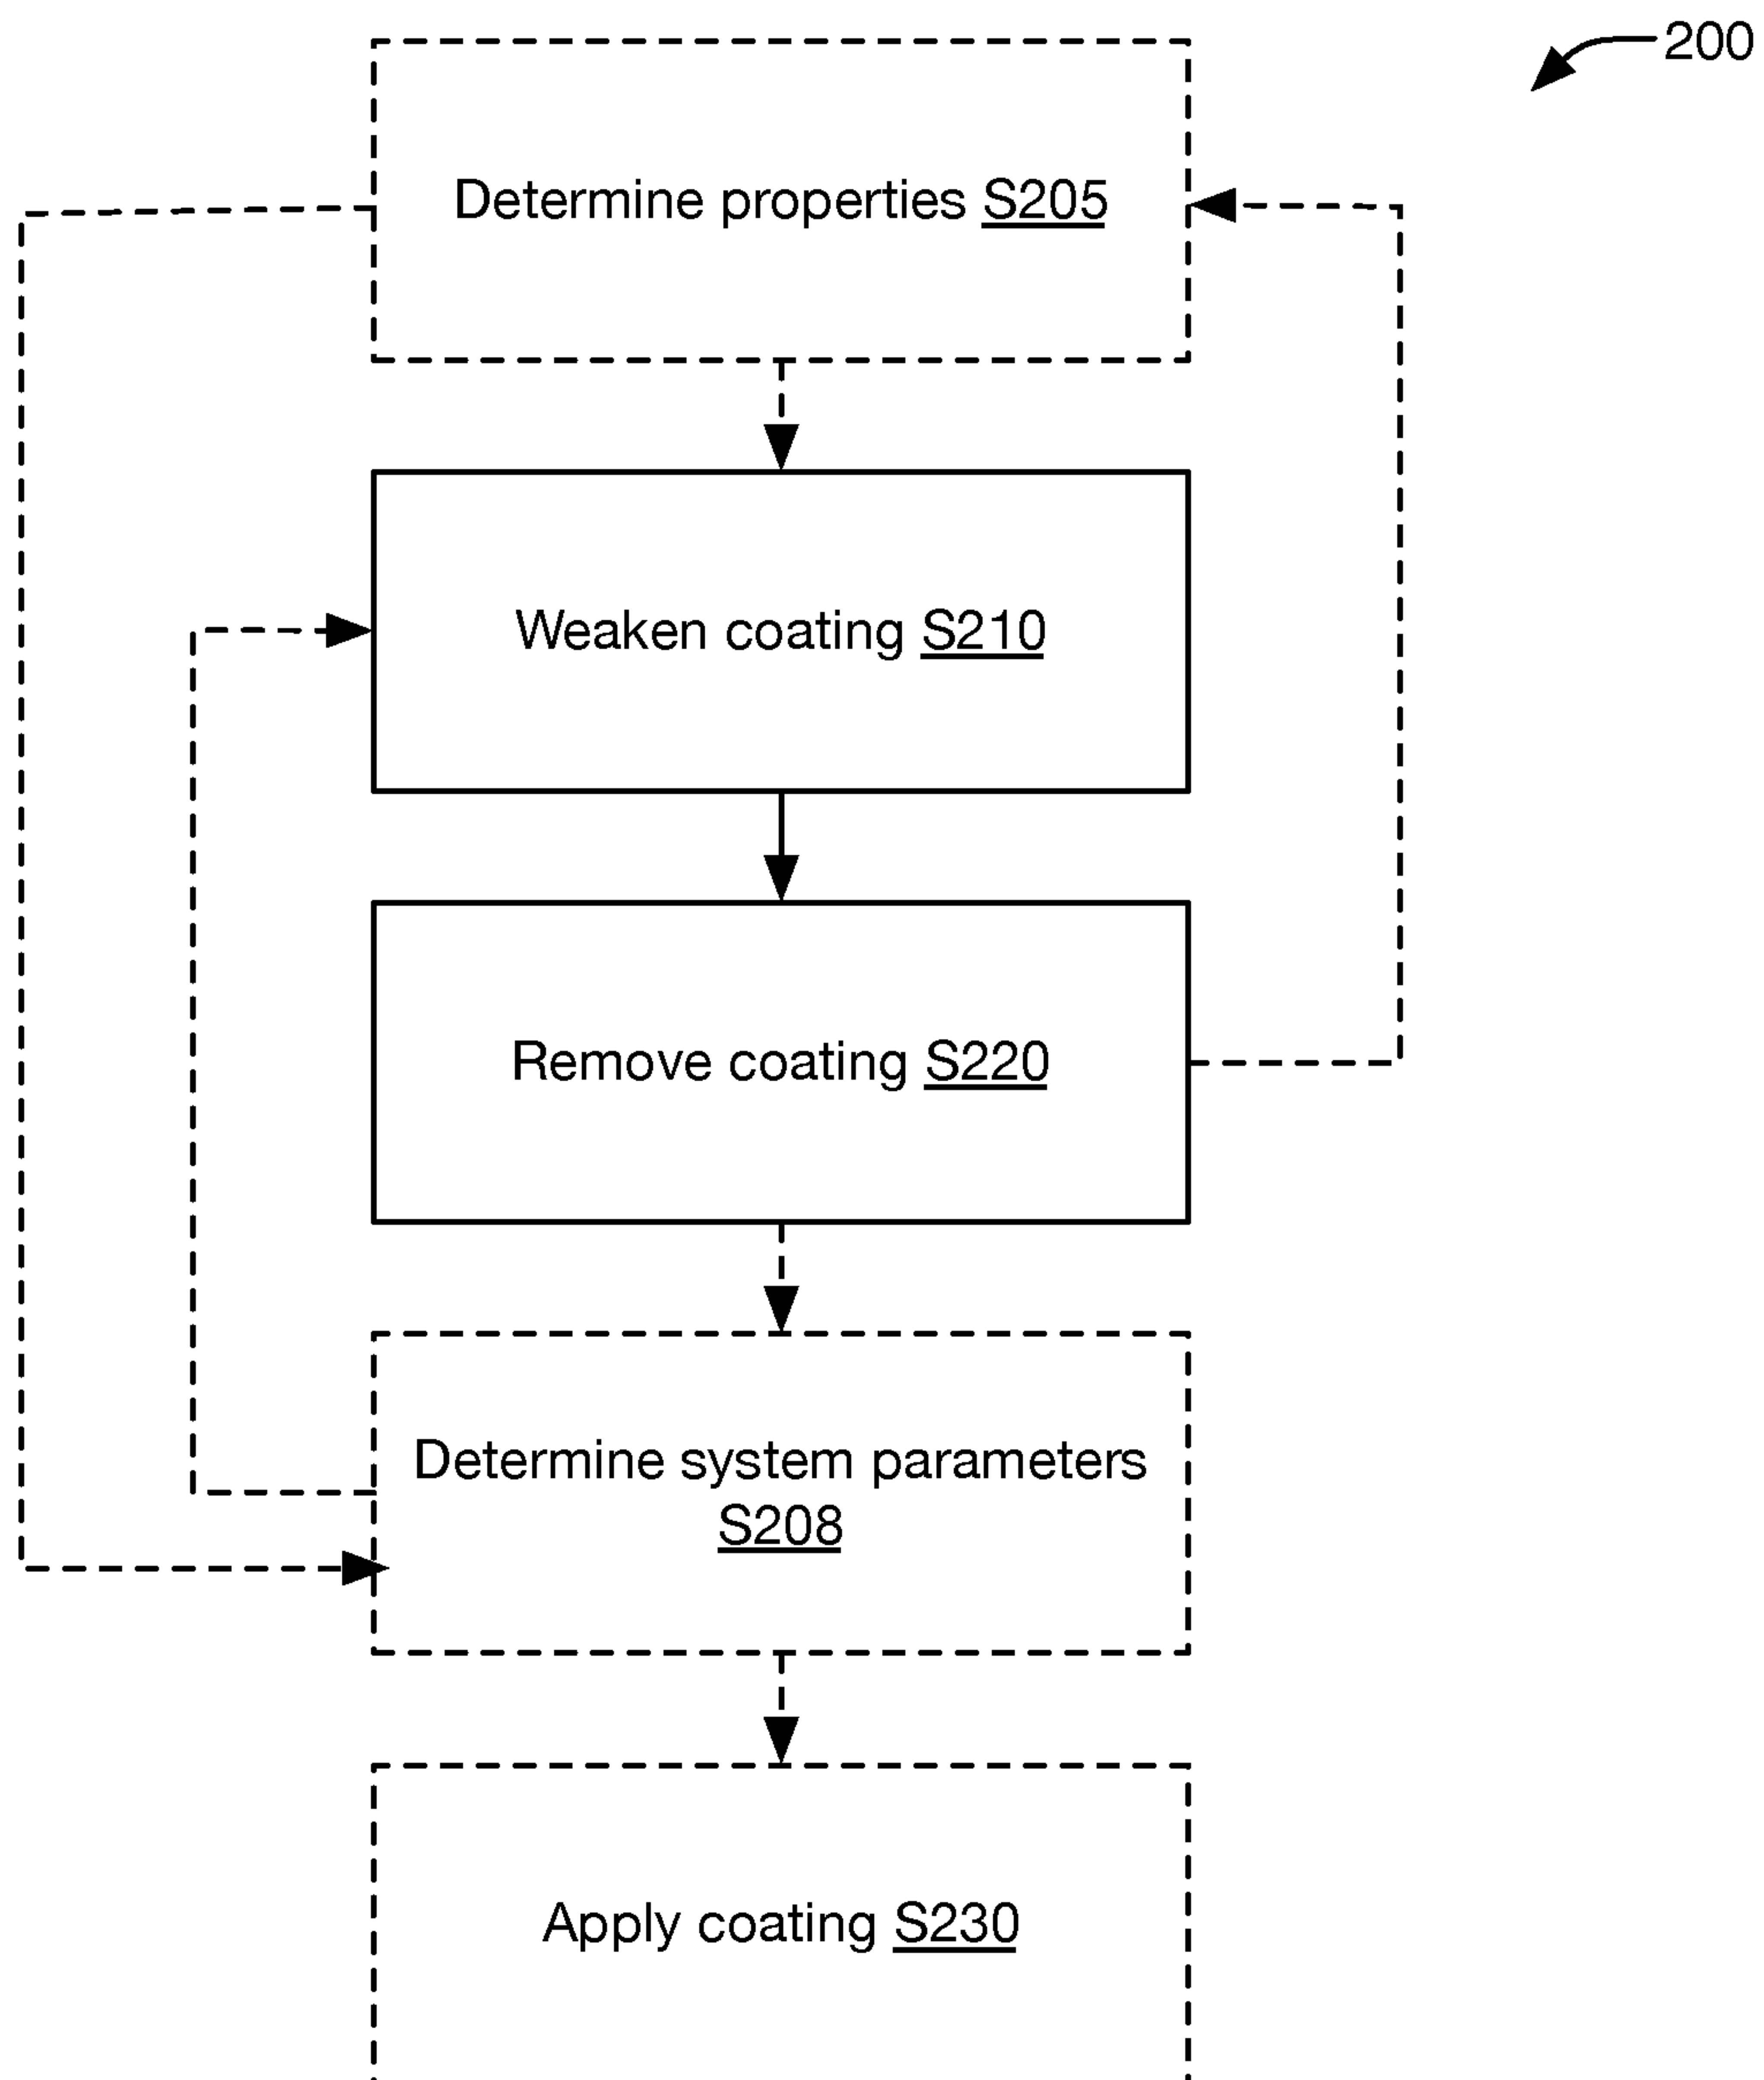 200
Determine properties S205
Weaken coating S210
Remove coating S220
Determine system parameters
S208
Apply coating S230